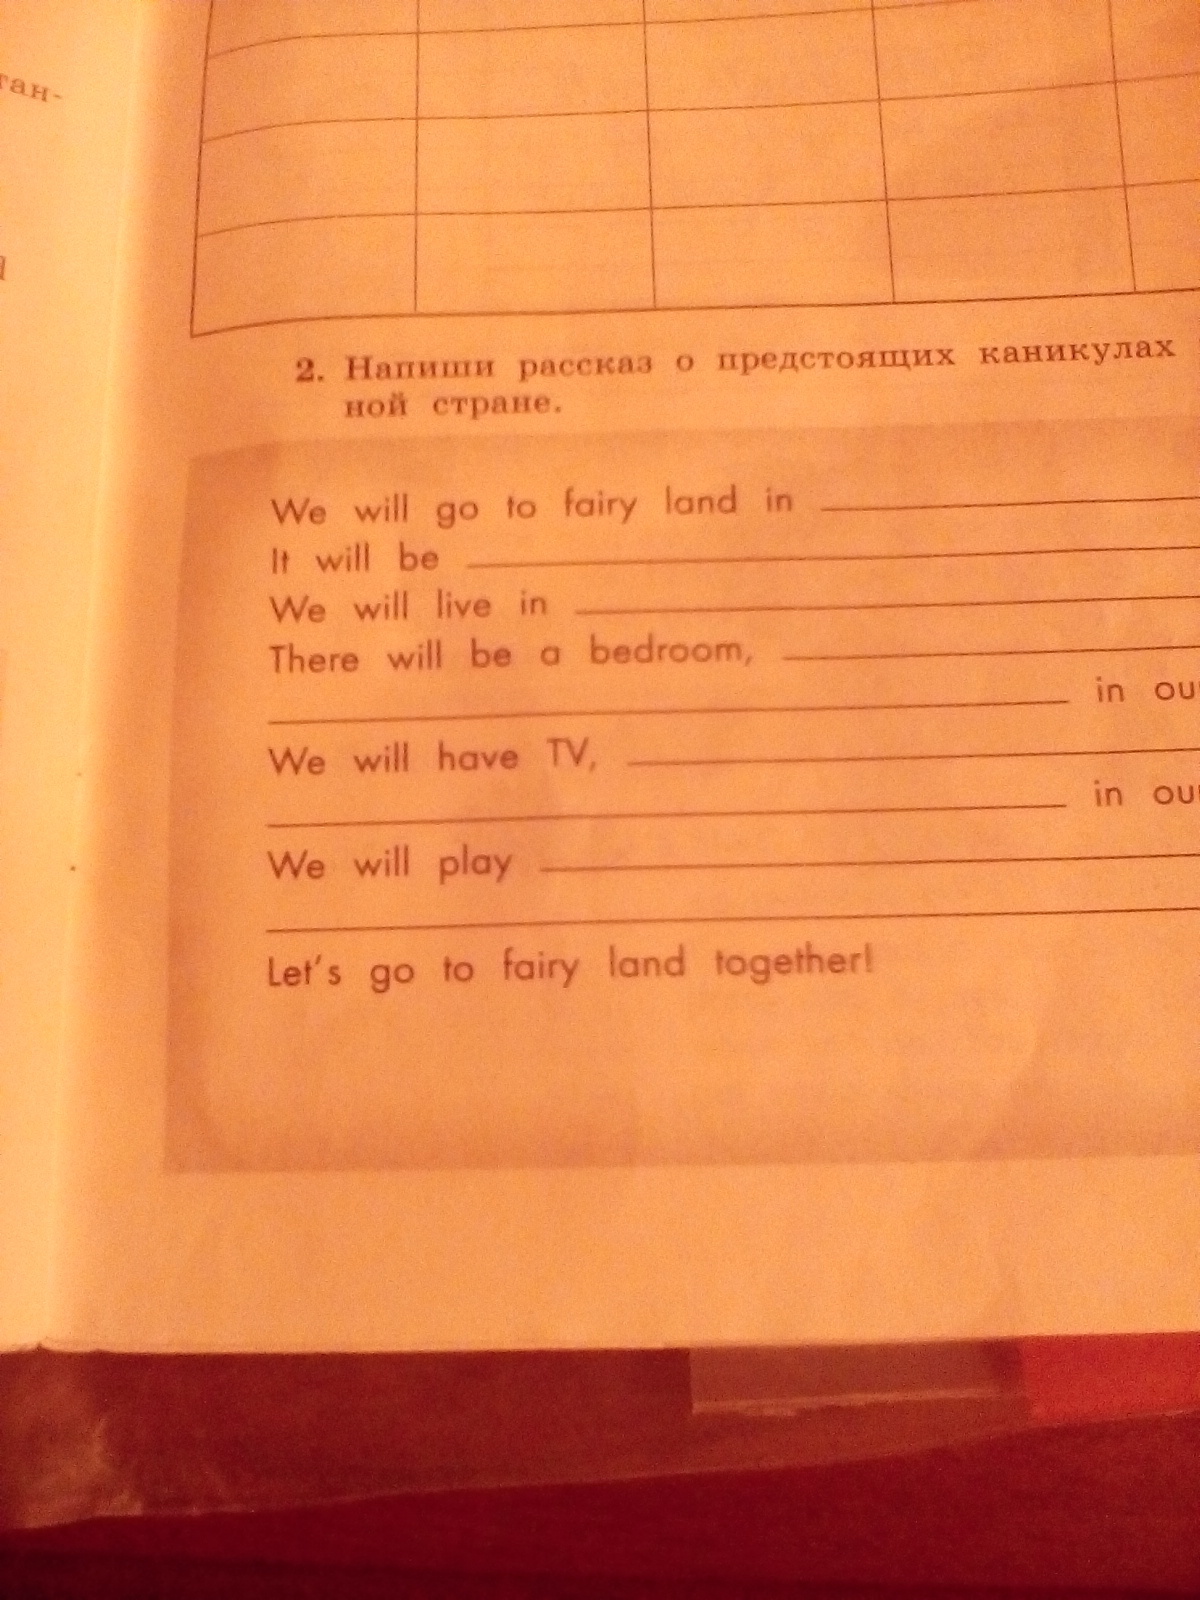 тан-
2. Напиши рассказ о предстоящих каникулах
ной стране.
We will go to fairy land in
It will be
We will live in
There will be a bedroom,
in our
We will have TV,
in our
We will play
Let's go to fairy land together!